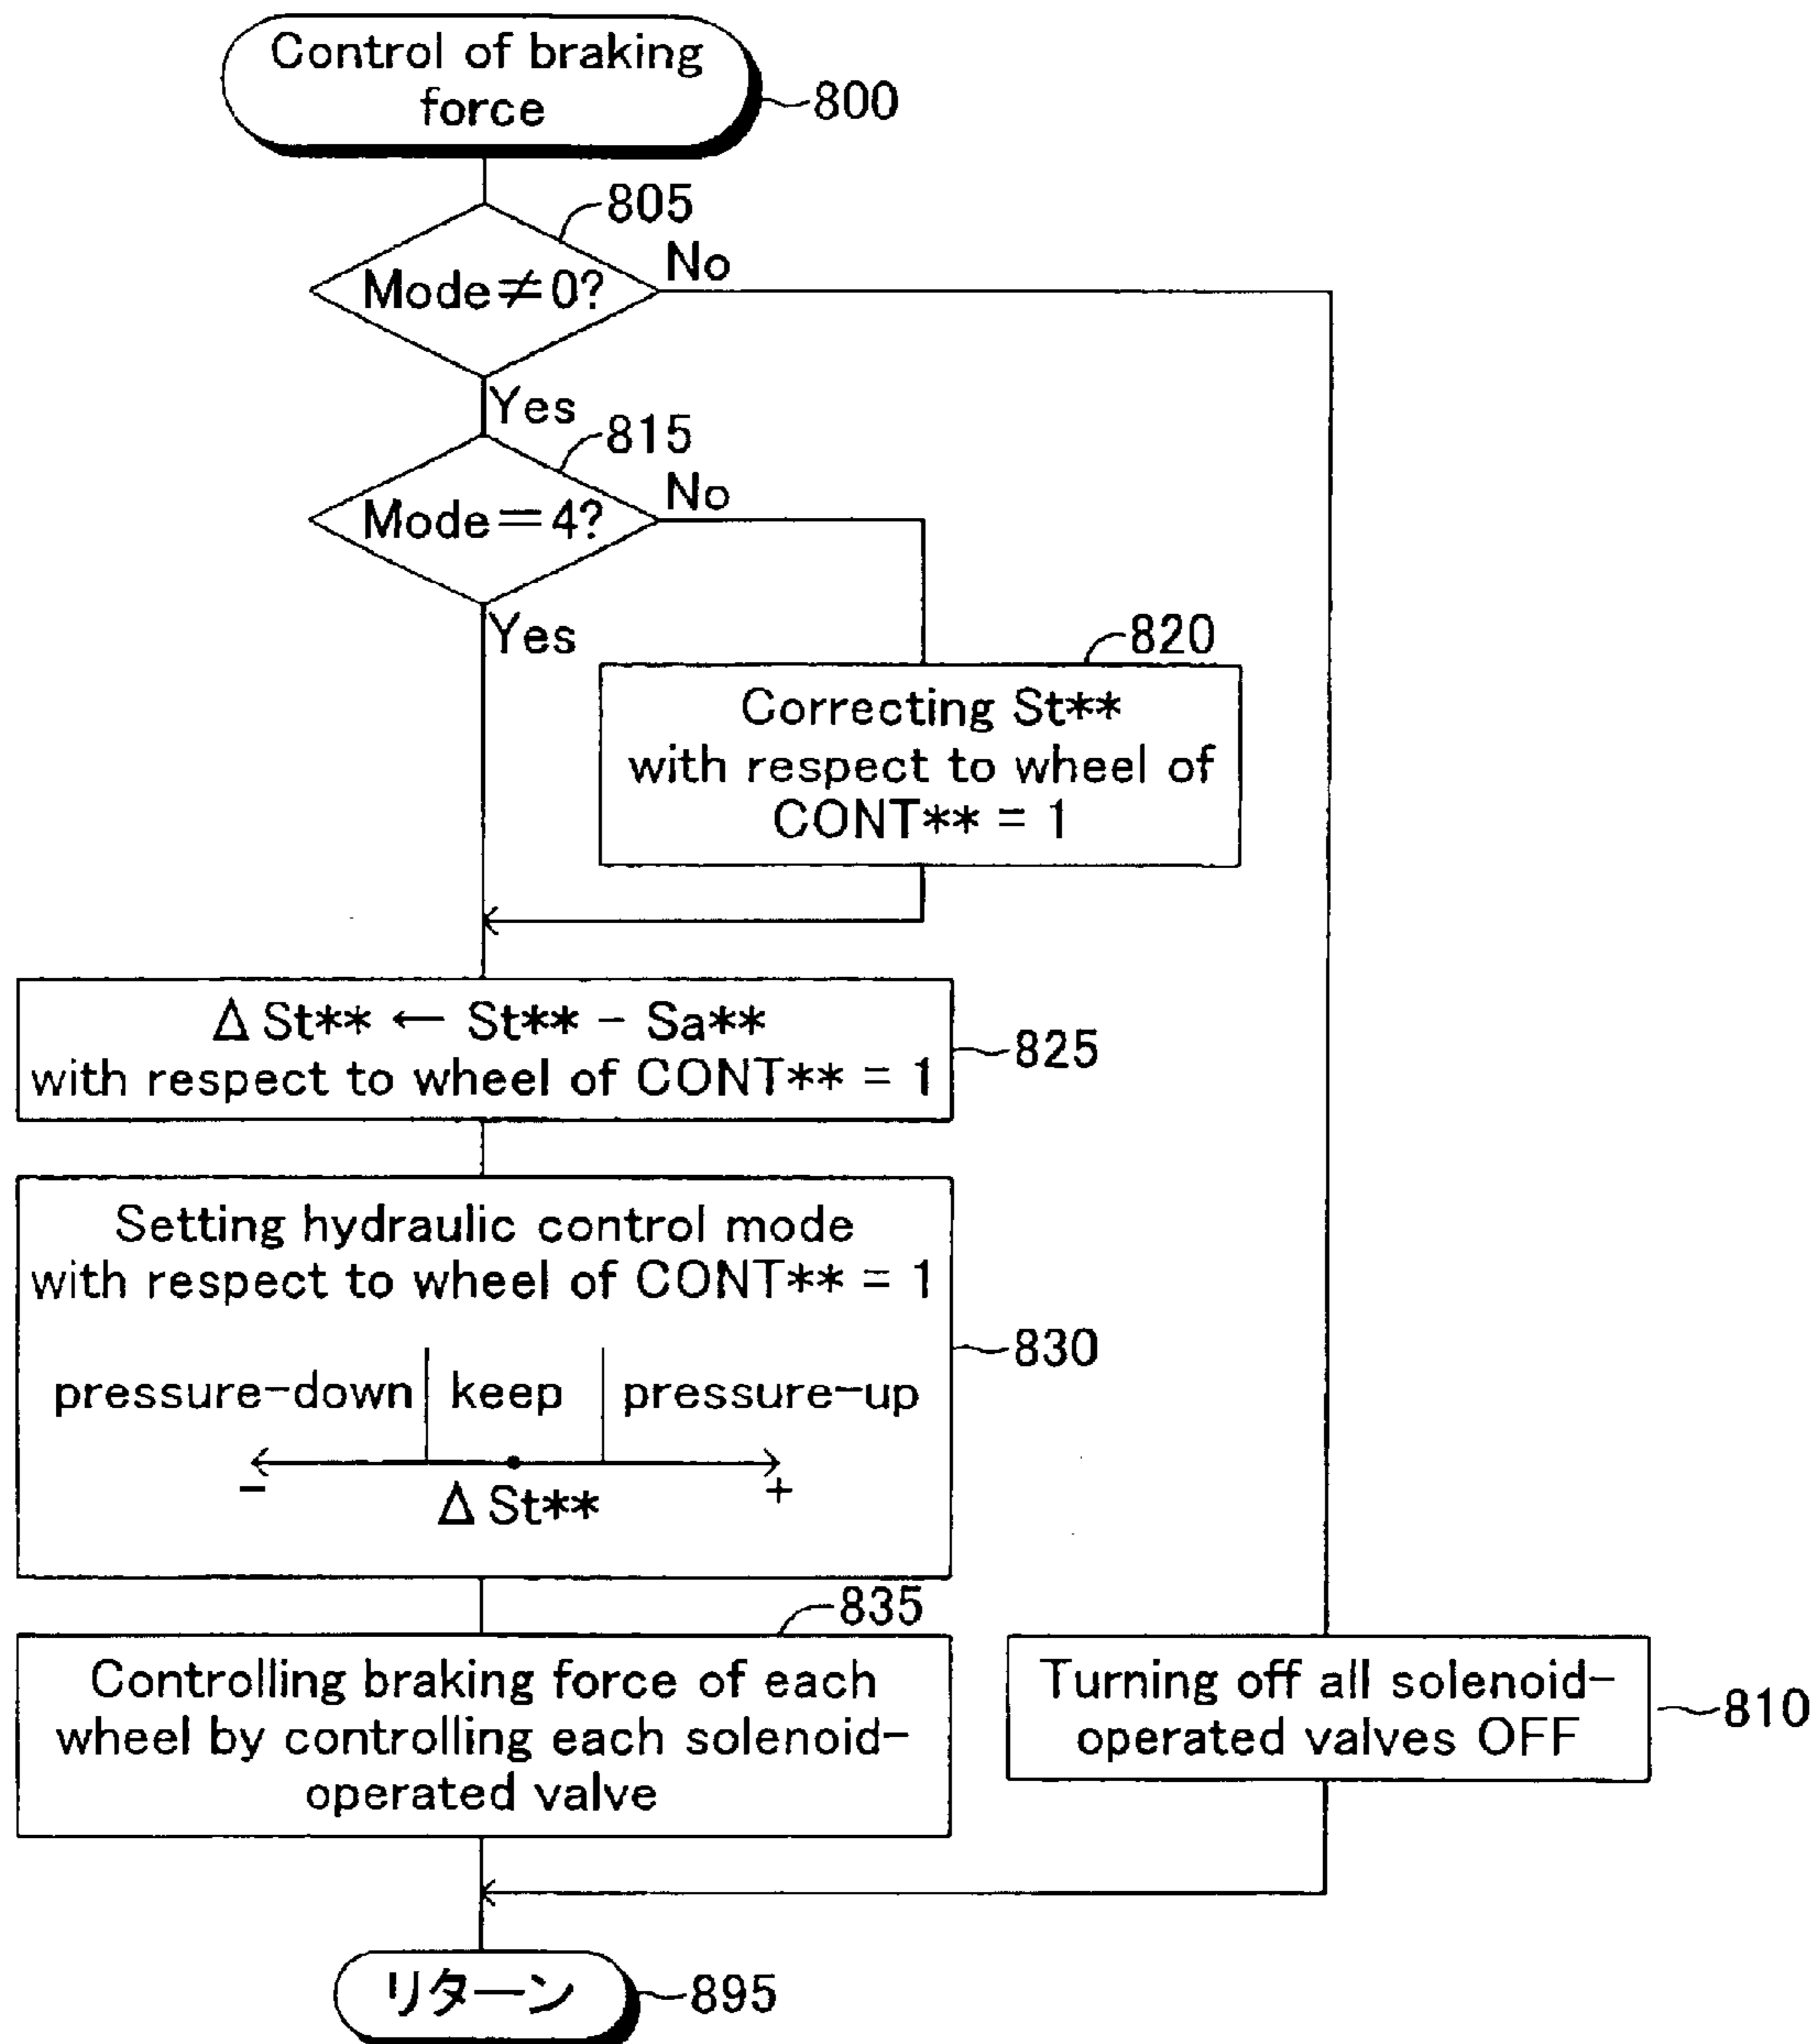 Control of braking
force
800
805
Mode≠0?
No
Yes
815
Mode=4?
No
Yes
820
Correcting St**
with respect to wheel of
CONT** = 1
Δ St** ← St** - Sa**
with respect to wheel of CONT** = 1
825
Setting hydraulic control mode
with respect to wheel of CONT** = 1
830
pressure-down
keep
pressure-up
-
+
Δ St**
835
Controlling braking force of each
wheel by controlling each solenoid-
operated valve
Turning off all solenoid-
operated valves OFF
810
リターン
895